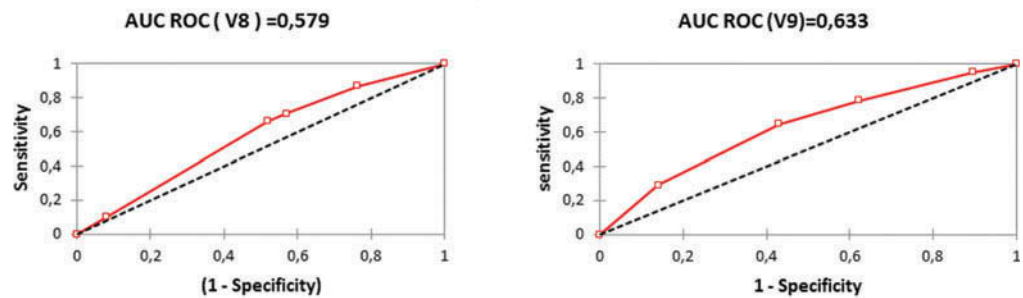 AUC ROC ( V8 ) =0,579
1
0,8
0,6
0,4
0,2
0
Sensitivity
0 0,2 0,4 0,6 0,8 1
(1 - Specificity)
AUC ROC (V9)=0,633
1
0,8
0,6
0,4
0,2
0
sensitivity
0 0,2 0,4 0,6 0,8 1
1 - Specificity